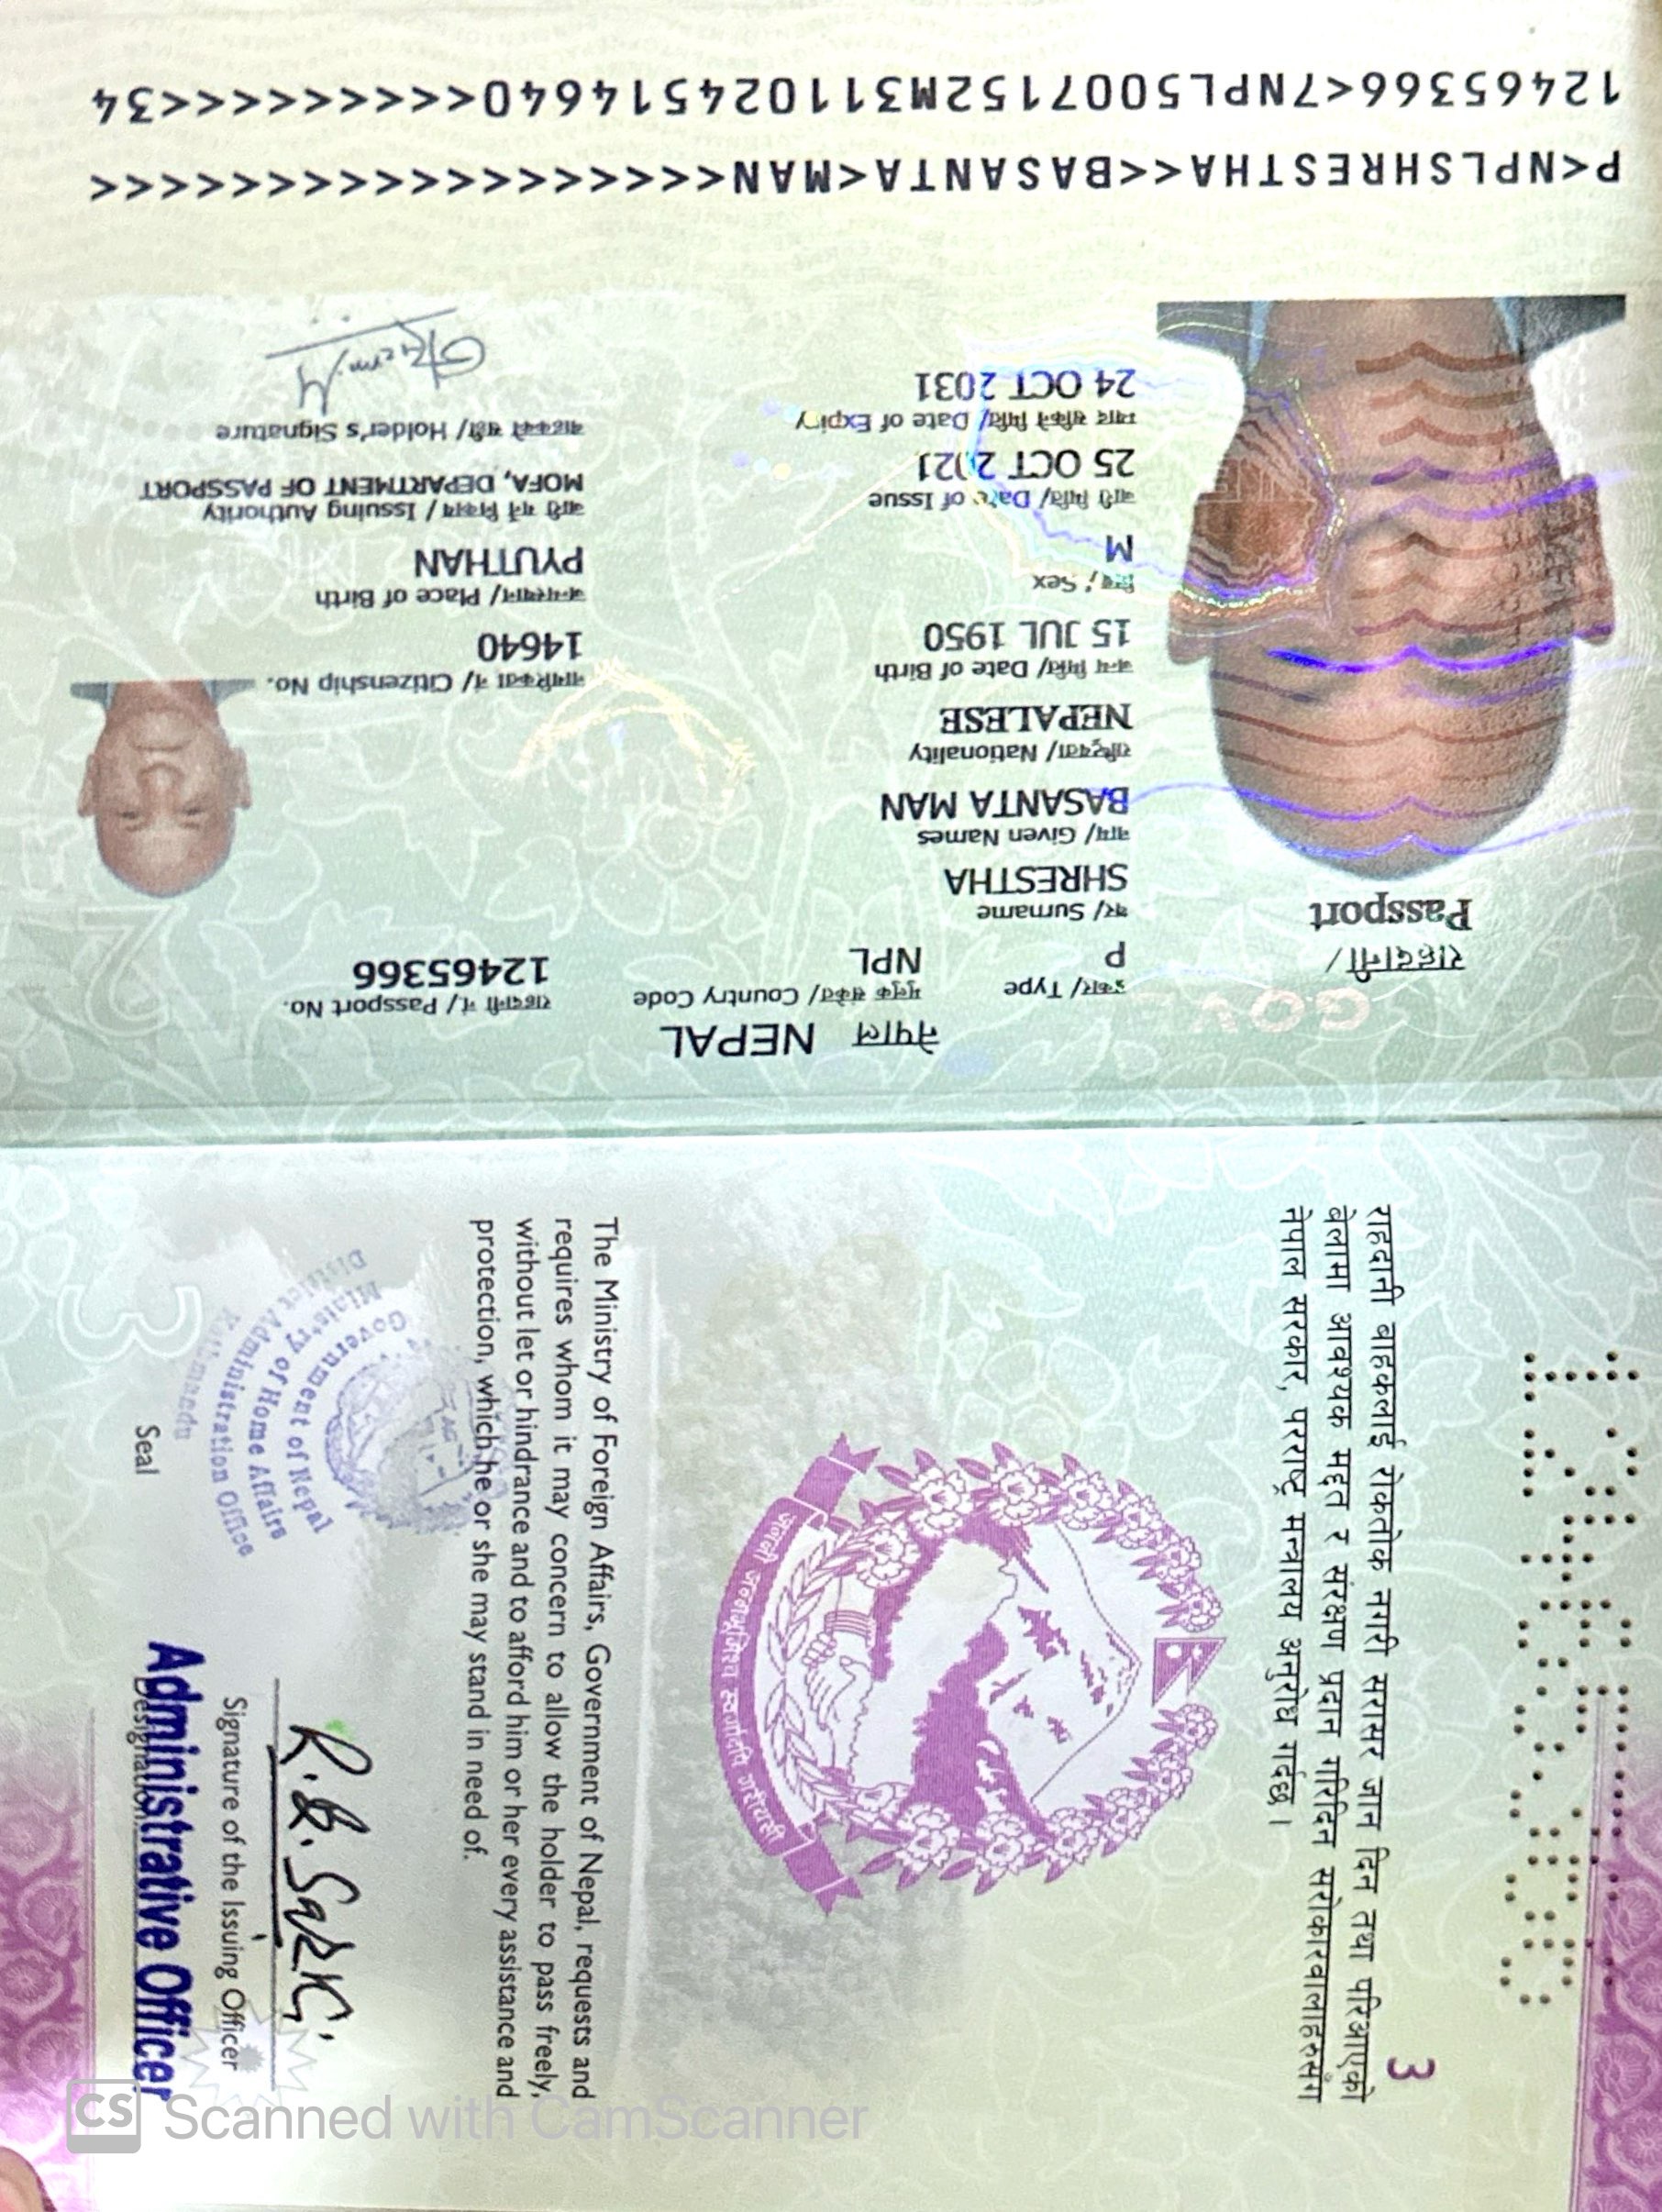 3
राहदानी बाहकलाई रोकतोक नगरी सरासर जान दिन तथा परिआएको
बेलामा आवश्यक मद्दत र संरक्षण प्रदान गरिदिन सरोकारवालाहरुसँग
नेपाल सरकार, परराष्ट्र मन्त्रालय अनुरोध गर्दछ ।
जननी जन्मभूमिश्च स्वर्गादपि गरीयसी
The Ministry of Foreign Affairs, Government of Nepal, requests and
requires whom it may concern to allow the holder to pass freely,
without let or hindrance and to afford him or her every assistance and
protection, which he or she may stand in need of.
R.B. Sarki
Signature of the Issuing Officer
Administrative Officer
Designation
Government of Nepal
Ministry of Home Affairs
District Administration Office
Kathmandu
Seal
3
CS Scanned with CamScanner
GOV
नेपाल NEPAL
2
राहदानी/
Passport
प्रकार/ Type
P
मुलुक संकेत/ Country Code
NPL
राहदानी नं/ Passport No.
12465366
थर/ Surname
SHRESTHA
नाम/ Given Names
BASANTA MAN
राष्ट्रियता/ Nationality
NEPALESE
जन्म मिति/ Date of Birth
15 JUL 1950
नागरिकता नं/ Citizenship No.
14640
लिङ्ग/ Sex
M
जन्मस्थान/ Place of Birth
PYUTHAN
जारी मिति/ Date of Issue
25 OCT 2021
जारी गर्ने निकाय / Issuing Authority
MOFA, DEPARTMENT OF PASSPORT
म्याद सकिने मिति/ Date of Expiry
24 OCT 2031
बाहकको सही/ Holder's Signature
P<NPLSHRESTHA<<BASANTA<MAN<<<<<<<<<<<<<<<<<<
12465366<7NPL5007152M311024514640<<<<<<<<<34